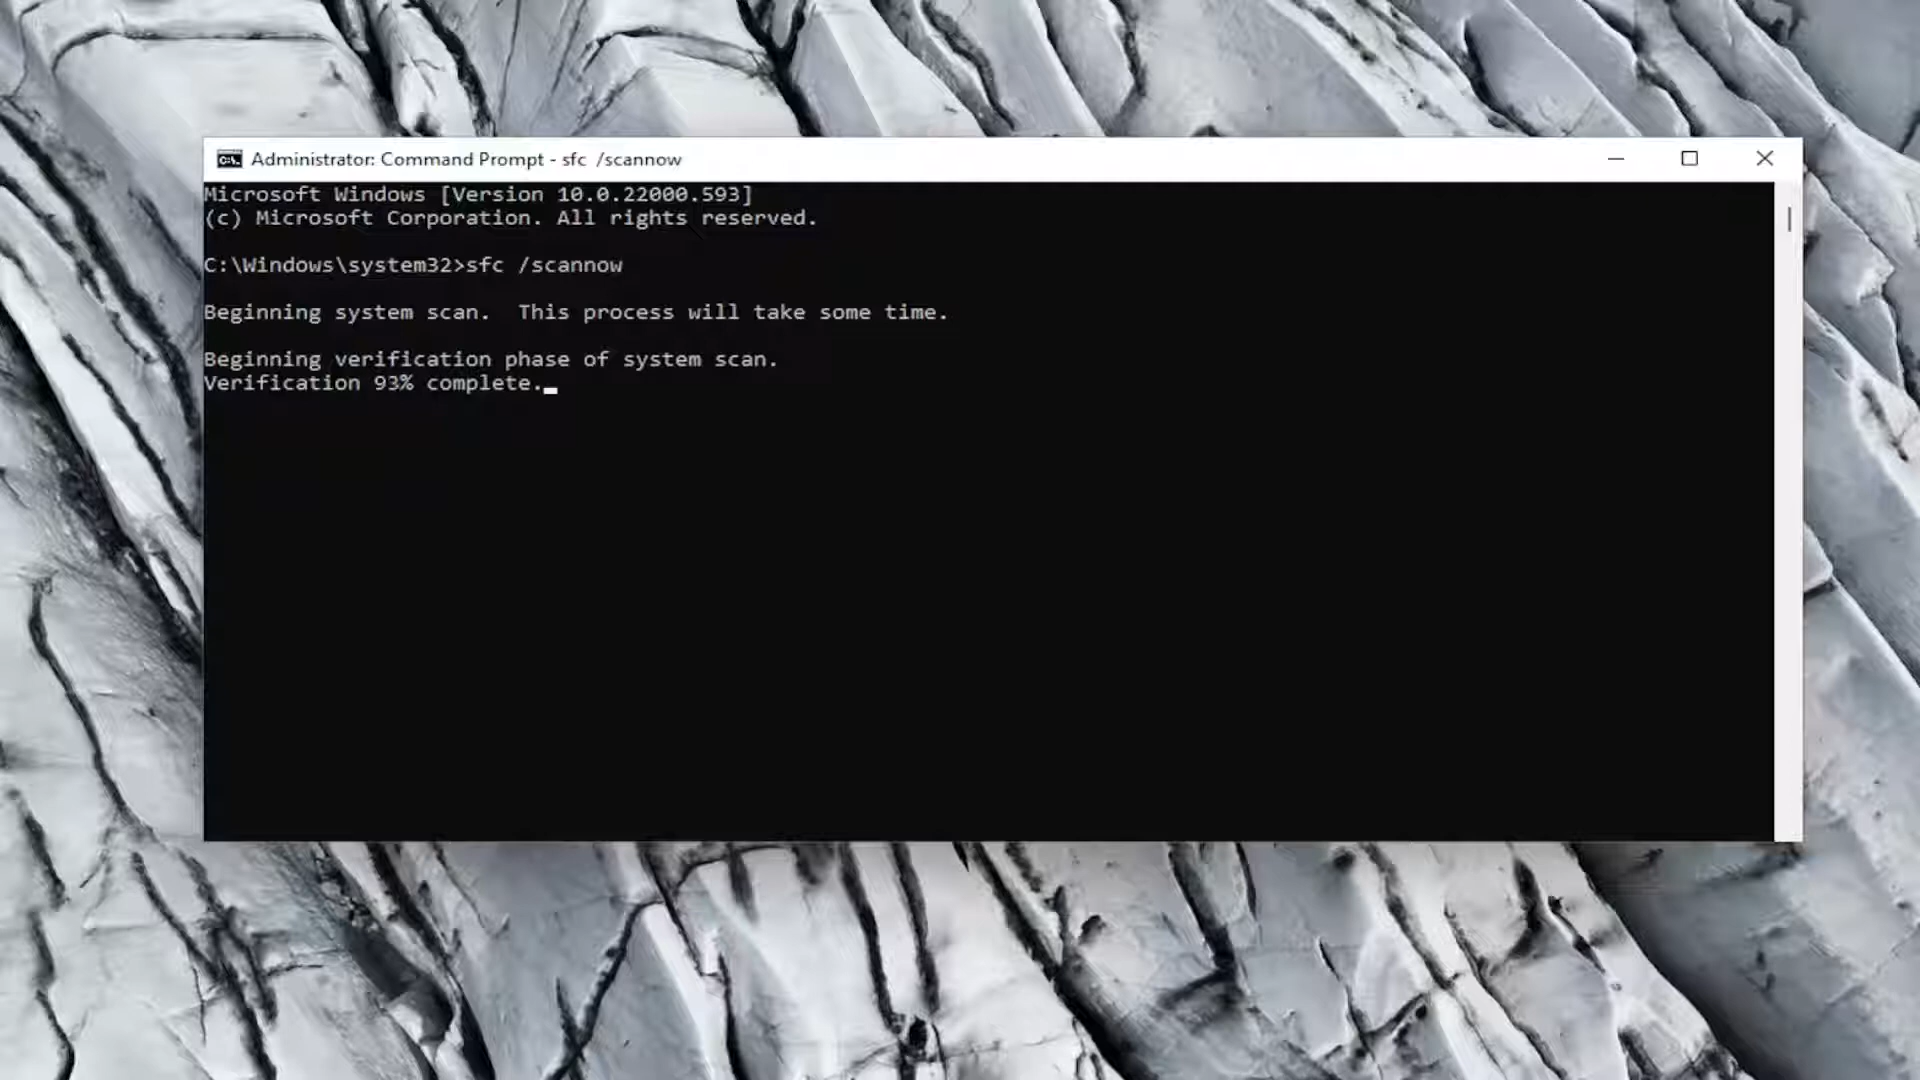 Administrator: Command Prompt - sfc  /scannow
Microsoft Windows [Version 10.0.22000.593]
(c) Microsoft Corporation. All rights reserved.
C:\Windows\system32>sfc /scannow
Beginning system scan.  This process will take some time.
Beginning verification phase of system scan.
Verification 93% complete.